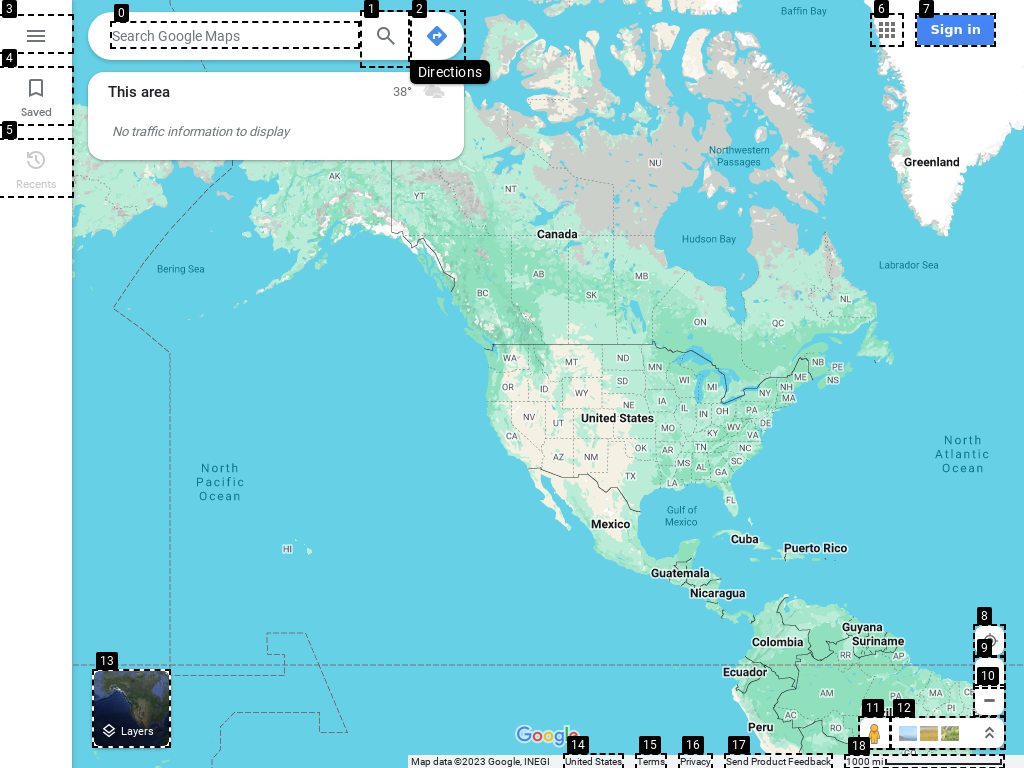 3
0
1
2
6
7
Search Google Maps
Sign in
Baffin Bay
4
Directions
Saved
This area
38°
No traffic information to display
5
Recents
Northwestern
Passages
Greenland
NU
AK
YT
NT
Canada
Hudson Bay
Labrador Sea
Bering Sea
AB
MB
BC
SK
NL
ON
QC
WA
MT
ND
MN
NB
PE
ME
NS
OR
ID
SD
WI
MI
NH
WY
NY
MA
NE
IA
IL
IN
OH
PA
NV
UT
United States
MO
KY
WV
DE
VA
CA
OK
AR
TN
NC
AZ
NM
MS
AL
SC
GA
TX
LA
FL
North
Pacific
Ocean
North
Atlantic
Ocean
Gulf of
Mexico
Mexico
Cuba
Puerto Rico
HI
Guatemala
Nicaragua
8
Guyana
Colombia
Suriname
9
RR
AP
13
Ecuador
10
AM
PA
MA
PI
11
12
AC
Peru
RO
Layers
Google
14
15
16
17
18
Map data ©2023 Google, INEGI
United States
Terms
Privacy
Send Product Feedback
1000 mi